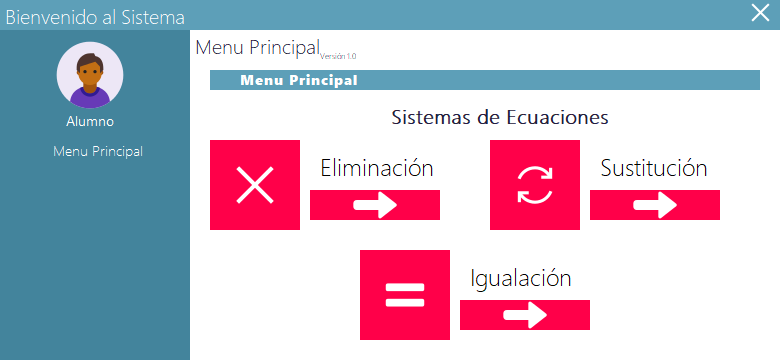 Bienvenido al Sistema
Alumno
Menu Principal
Menu Principal Versión 1.0
Menu Principal
Sistemas de Ecuaciones
Eliminación
Sustitución
Igualación